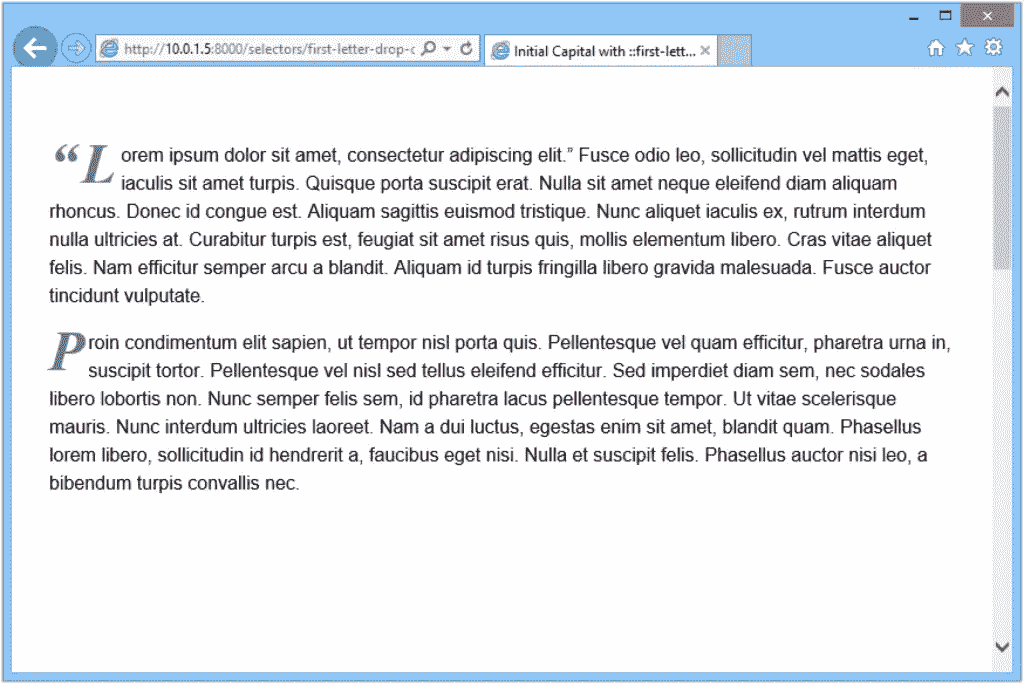 http://10.0.1.5:8000/selectors/first-letter-drop-c
Initial Capital with ::first-lett...
“Lorem ipsum dolor sit amet, consectetur adipiscing elit.” Fusce odio leo, sollicitudin vel mattis eget,
iaculis sit amet turpis. Quisque porta suscipit erat. Nulla sit amet neque eleifend diam aliquam
rhoncus. Donec id congue est. Aliquam sagittis euismod tristique. Nunc aliquet iaculis ex, rutrum interdum
nulla ultricies at. Curabitur turpis est, feugiat sit amet risus quis, mollis elementum libero. Cras vitae aliquet
felis. Nam efficitur semper arcu a blandit. Aliquam id turpis fringilla libero gravida malesuada. Fusce auctor
tincidunt vulputate.
Proin condimentum elit sapien, ut tempor nisl porta quis. Pellentesque vel quam efficitur, pharetra urna in,
suscipit tortor. Pellentesque vel nisl sed tellus eleifend efficitur. Sed imperdiet diam sem, nec sodales
libero lobortis non. Nunc semper felis sem, id pharetra lacus pellentesque tempor. Ut vitae scelerisque
mauris. Nunc interdum ultricies laoreet. Nam a dui luctus, egestas enim sit amet, blandit quam. Phasellus
lorem libero, sollicitudin id hendrerit a, faucibus eget nisi. Nulla et suscipit felis. Phasellus auctor nisi leo, a
bibendum turpis convallis nec.